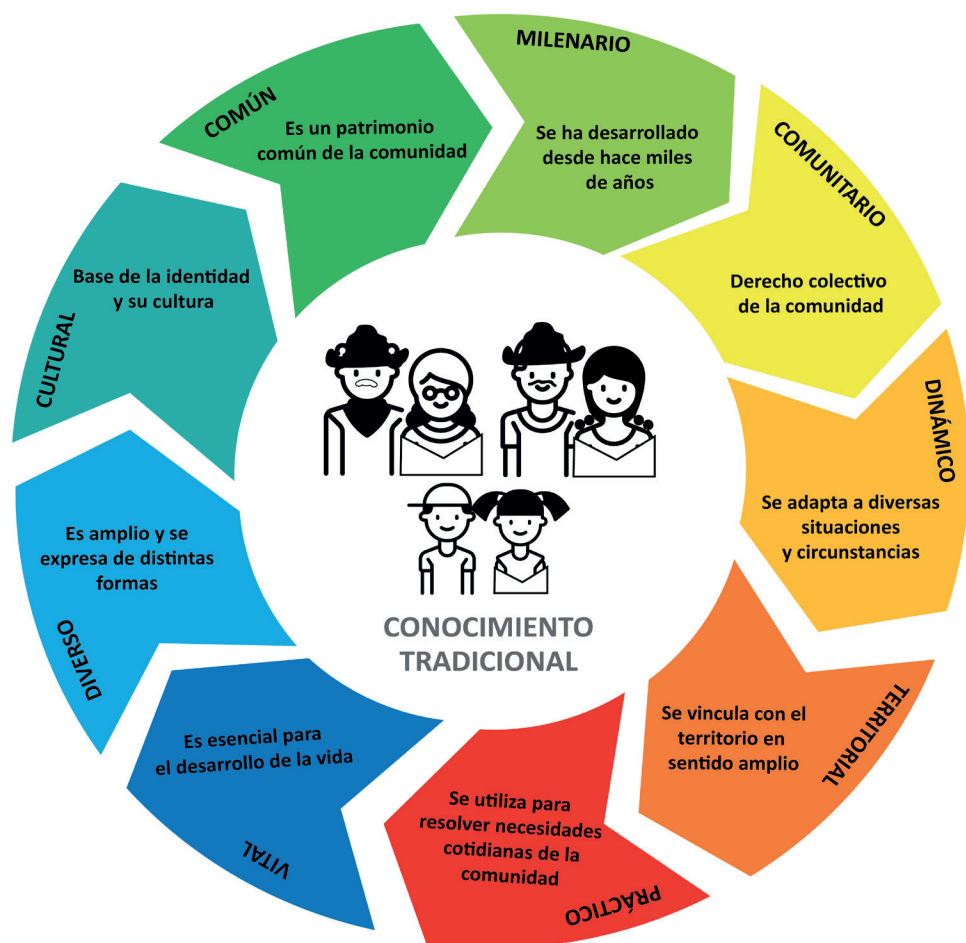 MILENARIO
Se ha desarrollado
desde hace miles
de años
COMUNITARIO
Derecho colectivo
de la comunidad
DINÁMICO
Se adapta a diversas
situaciones
y circunstancias
TERRITORIAL
Se vincula con el
territorio en
sentido amplio
PRÁCTICO
Se utiliza para
resolver necesidades
cotidianas de la
comunidad
VITAL
Es esencial para
el desarrollo de la vida
DIVERSO
Es amplio y se
expresa de distintas
formas
CULTURAL
Base de la identidad
y su cultura
COMÚN
Es un patrimonio
común de la comunidad
CONOCIMIENTO
TRADICIONAL